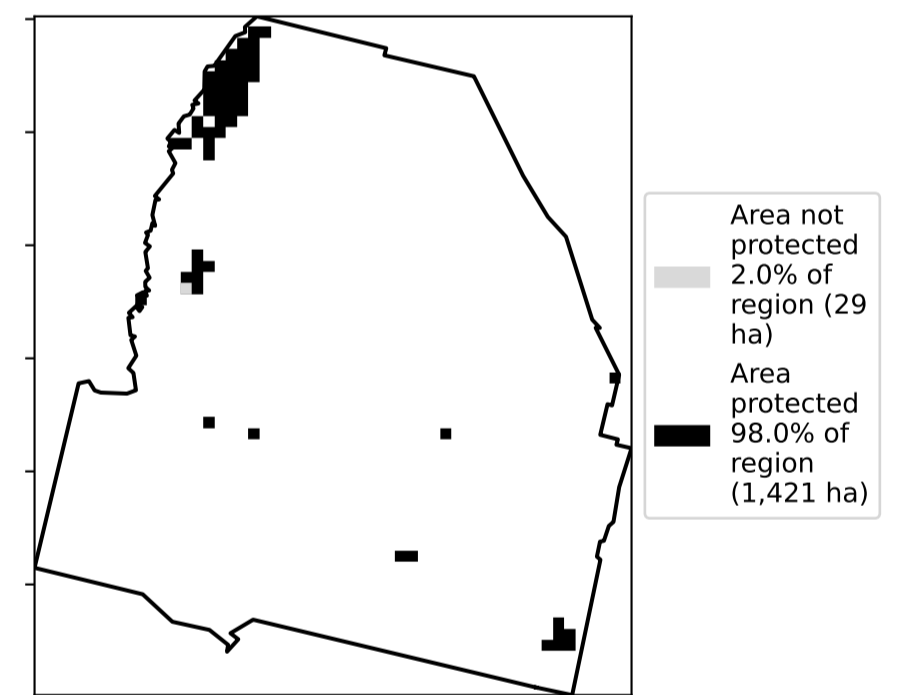 Area not
protected
2.0% of
region (29
ha)
Area
protected
98.0% of
region
(1,421 ha)